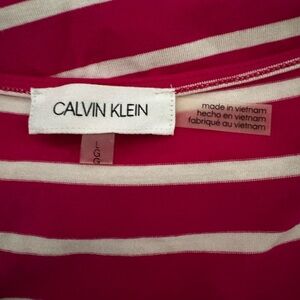 CALVIN KLEIN
L
G
G
made in vietnam
hecho en vietnam
fabriqué au vietnam